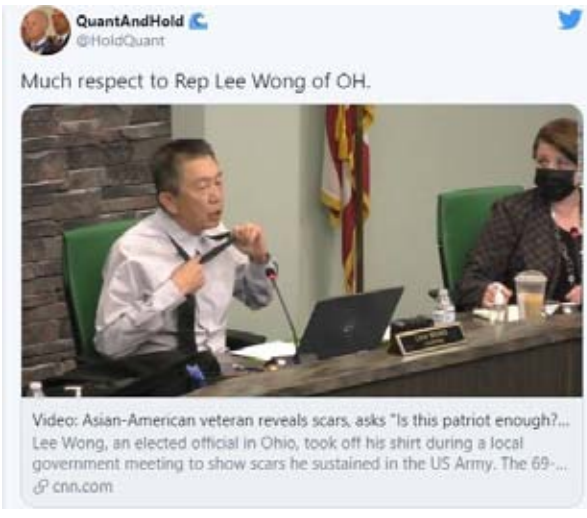 QuantAndHold
@HoldQuant
Much respect to Rep Lee Wong of OH.
Video: Asian-American veteran reveals scars, asks "Is this patriot enough?...
Lee Wong, an elected official in Ohio, took off his shirt during a local
government meeting to show scars he sustained in the US Army. The 69-...
cnn.com